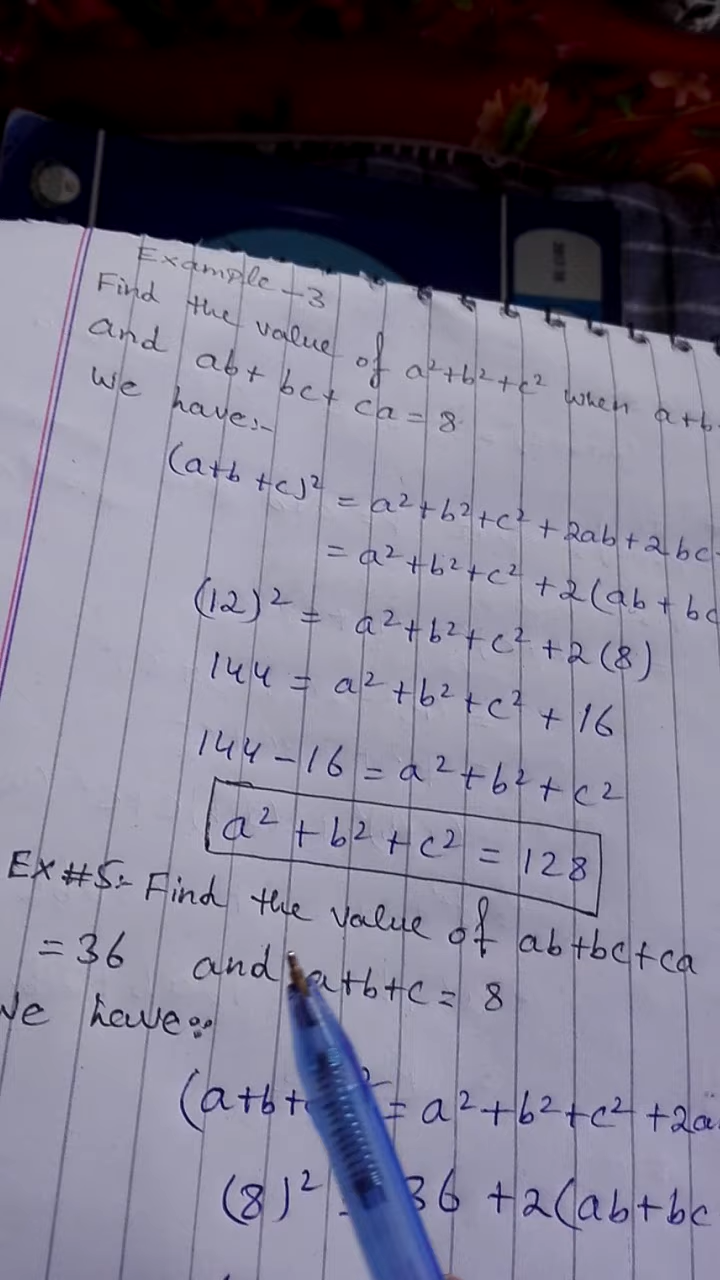 Example-3
Find the value of a²+b²+c² when a+b
and ab+ bc+ ca = 8
We have:-
(a+b +c)² = a²+b²+c² +2ab+2bc
= a²+b²+c² +2(ab+bc
(12)² = a²+b²+c² +2(8)
144 = a²+b²+c² + 16
144-16 = a²+b²+c²
a²+b²+c² = 128
EX#5:- Find the value of ab+bc+ca
=36 and a+b+c= 8
We have:
(a+b+ ² = a²+b²+c² +2a
(8)² 36 +2(ab+bc